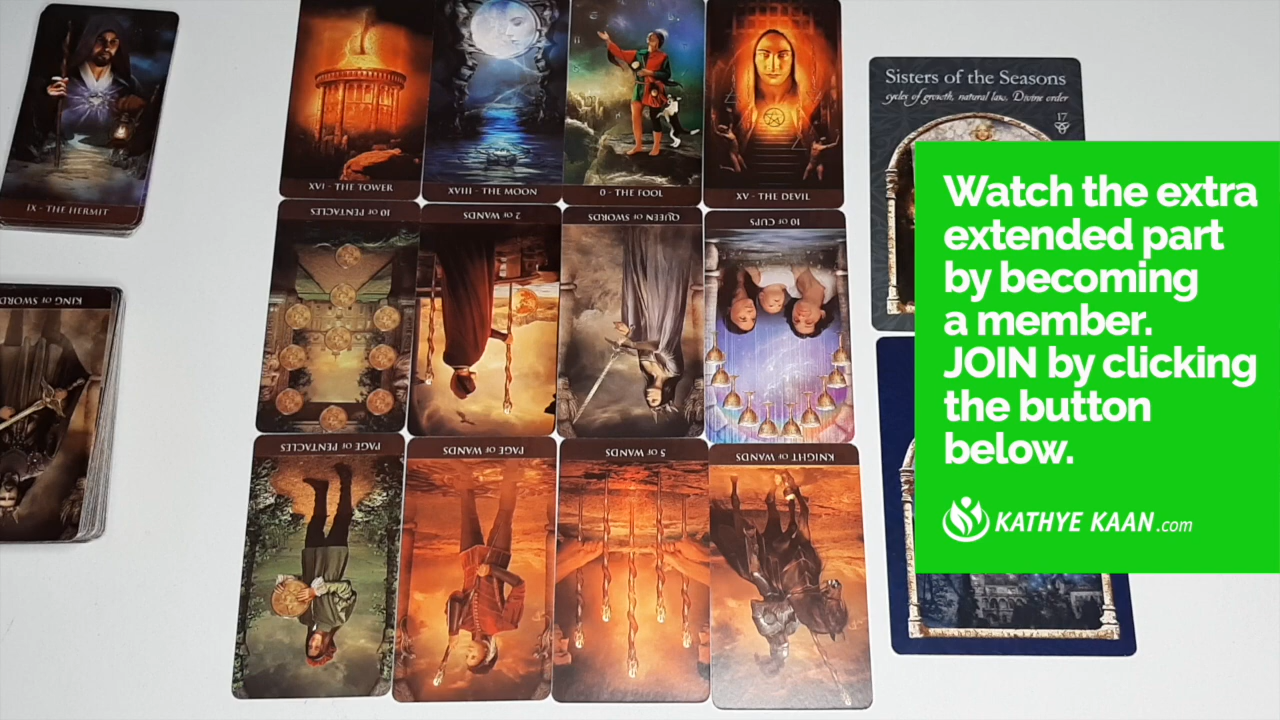 IX - THE HERMIT
KING OF SWORDS
XVI - THE TOWER
XVIII - THE MOON
0 - THE FOOL
XV - THE DEVIL
10 OF PENTACLES
2 OF WANDS
QUEEN OF SWORDS
10 OF CUPS
PAGE OF PENTACLES
PAGE OF WANDS
5 OF WANDS
KNIGHT OF WANDS
Sisters of the Seasons
cycles of growth, natural law, Divine order
17
Watch the extra
extended part
by becoming
a member.
JOIN by clicking
the button
below.
KATHYE KAAN.com